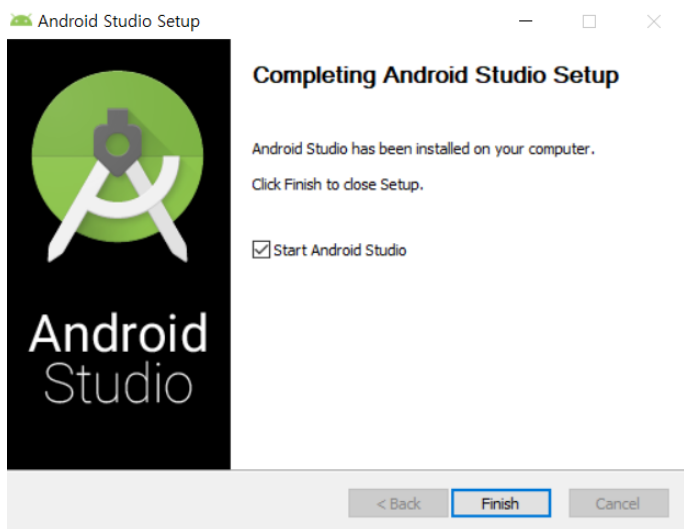 Android Studio Setup
Completing Android Studio Setup
Android Studio has been installed on your computer.
Click Finish to close Setup.
Start Android Studio
Android
Studio
< Back
Finish
Cancel